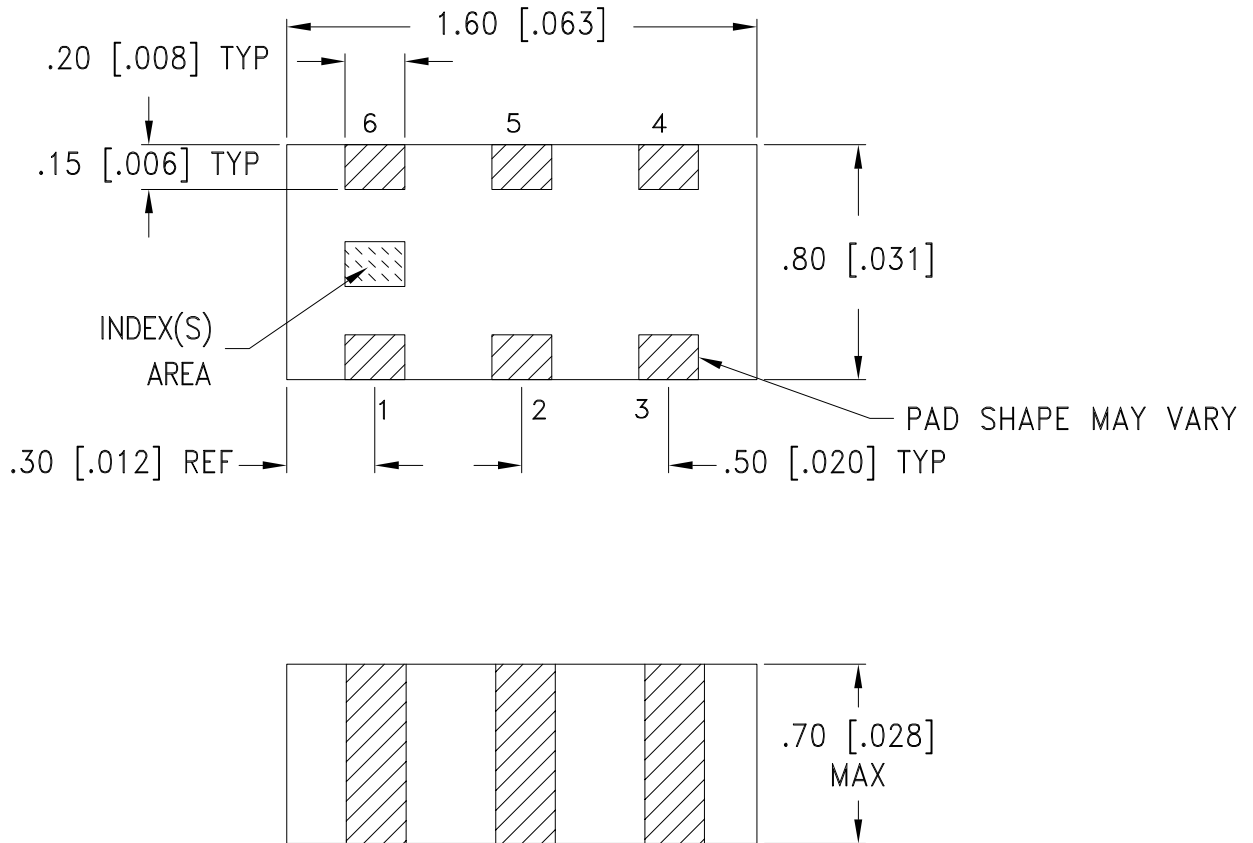 1.60 [.063]
.20 [.008] TYP
6
5
4
.15 [.006] TYP
.80 [.031]
INDEX(S)
AREA
1
2
3
PAD SHAPE MAY VARY
.30 [.012] REF
.50 [.020] TYP
.70 [.028]
MAX